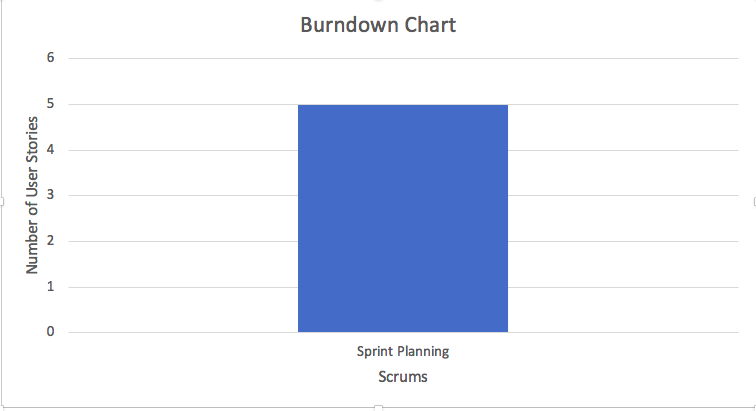 Burndown Chart
Number of User Stories
6
5
4
3
2
1
0
Sprint Planning
Scrums